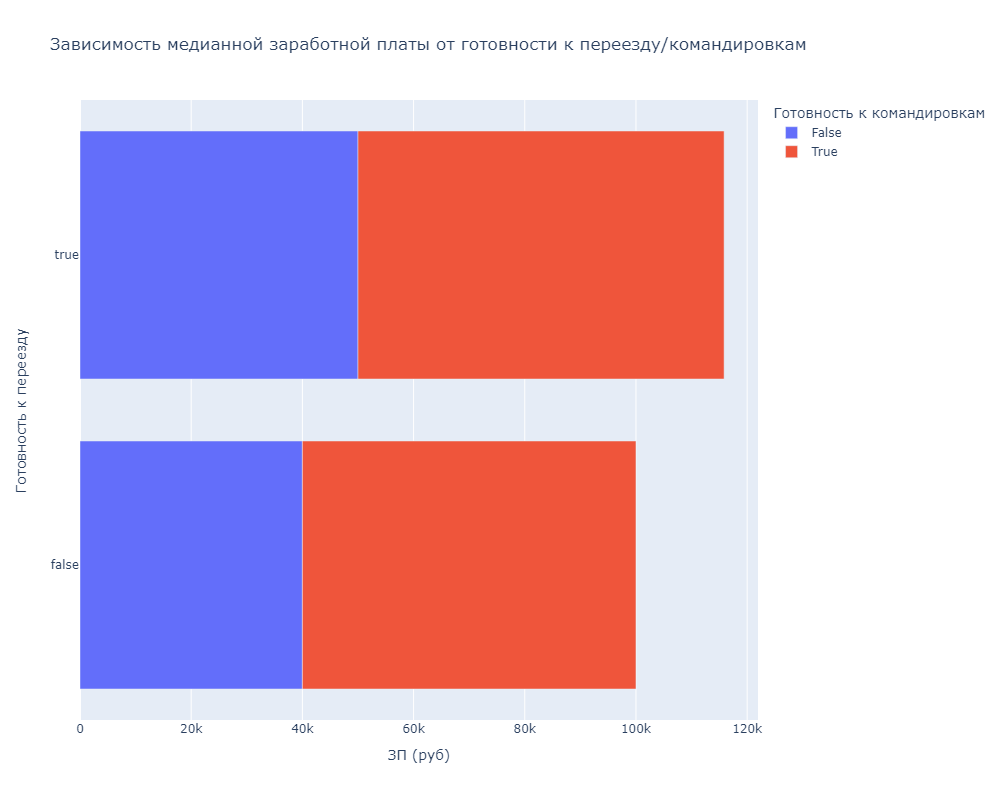 Зависимость медианной заработной платы от готовности к переезду/командировкам
Готовность к командировкам
False
True
Готовность к переезду
true
false
0 20k 40k 60k 80k 100k 120k
ЗП (руб)